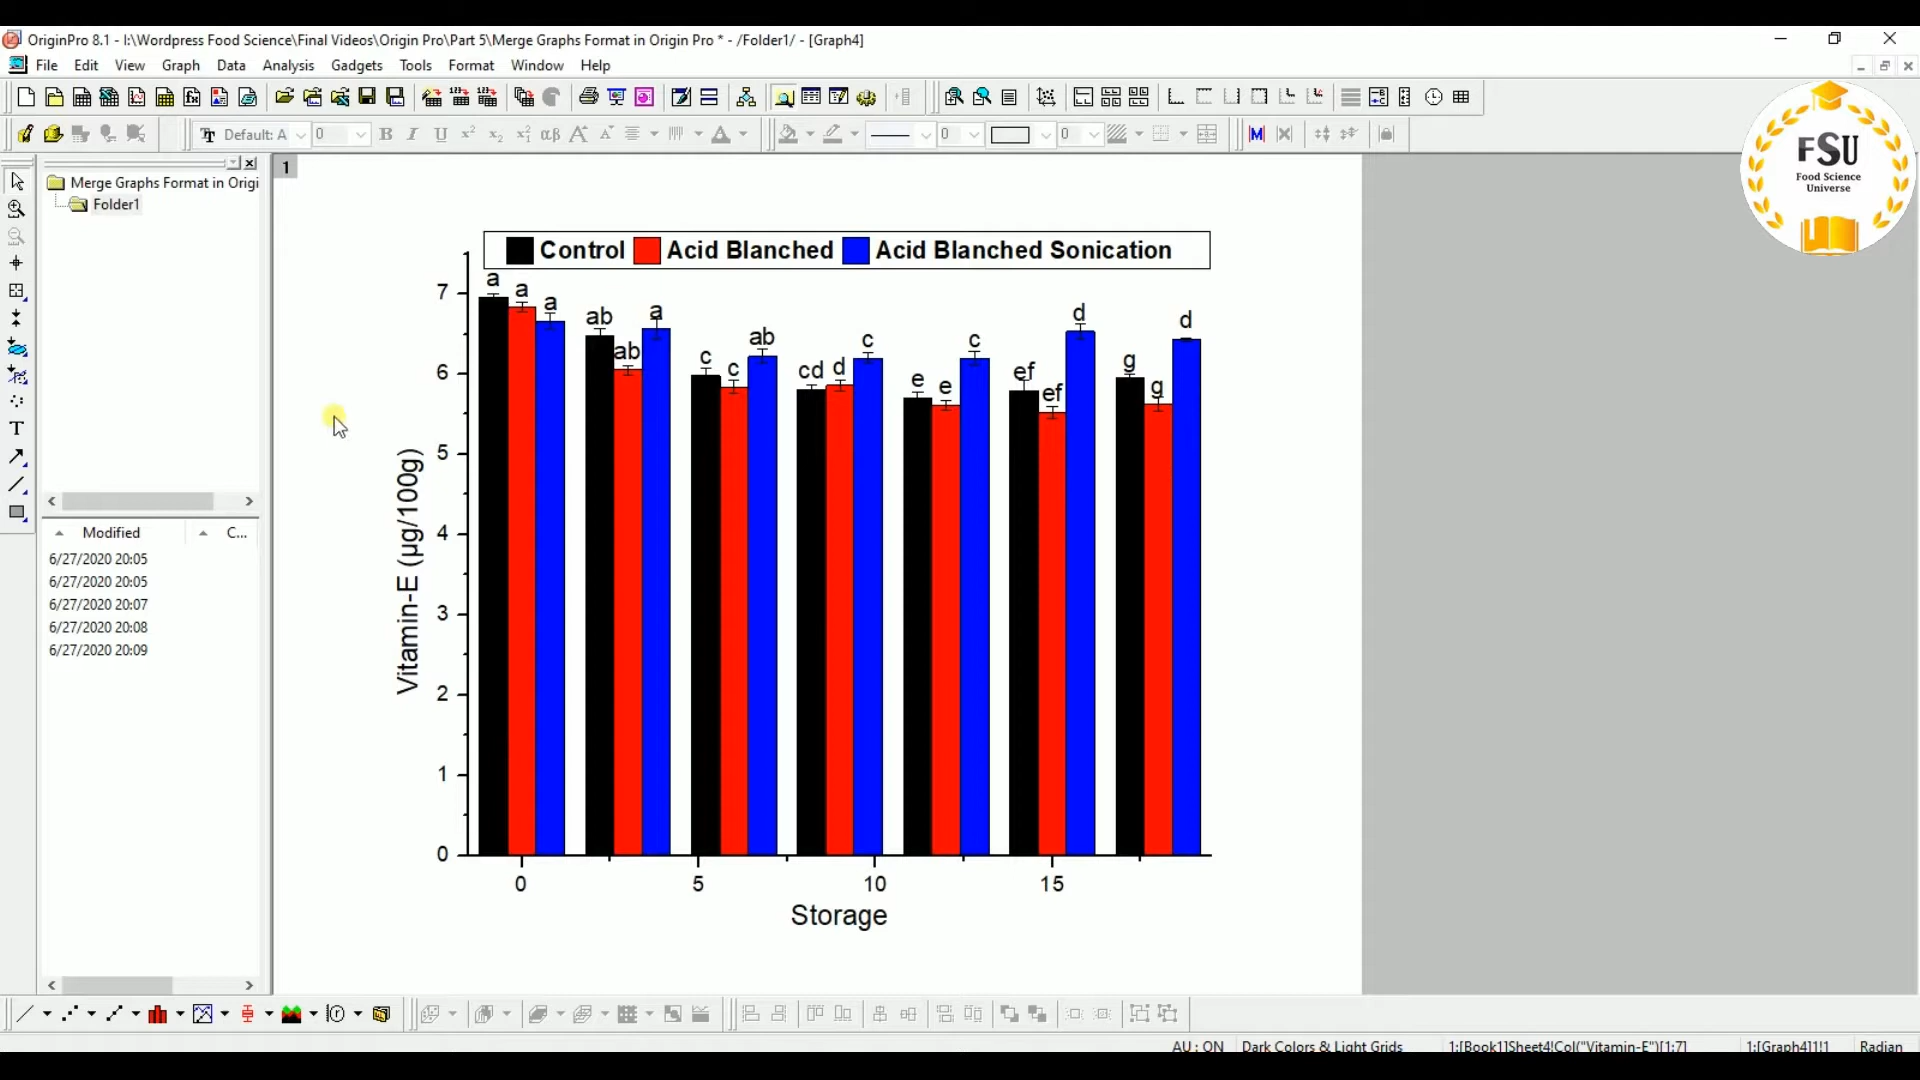 OriginPro 8.1 - I:\Wordpress Food Science\Final Videos\Origin Pro\Part 5\Merge Graphs Format in Origin Pro * - /Folder1/ - [Graph4]
File Edit View Graph Data Analysis Gadgets Tools Format Window Help
Default: A 0 B I U x² x₂ αβ A A A 0 0 M
FSU
Food Science
Universe
Merge Graphs Format in Origi
Folder1
Modified C...
6/27/2020 20:05
6/27/2020 20:05
6/27/2020 20:07
6/27/2020 20:08
6/27/2020 20:09
1
Control Acid Blanched Acid Blanched Sonication
a a a ab ab a c c ab cd d c e e c ef ef d g g d
7
6
5
4
3
2
1
0
Vitamin-E (µg/100g)
0 5 10 15
Storage
AU : ON Dark Colors & Light Grids 1:[Book1]Sheet4!Col("Vitamin-E")[1:7] 1:[Graph4]1!1 Radian